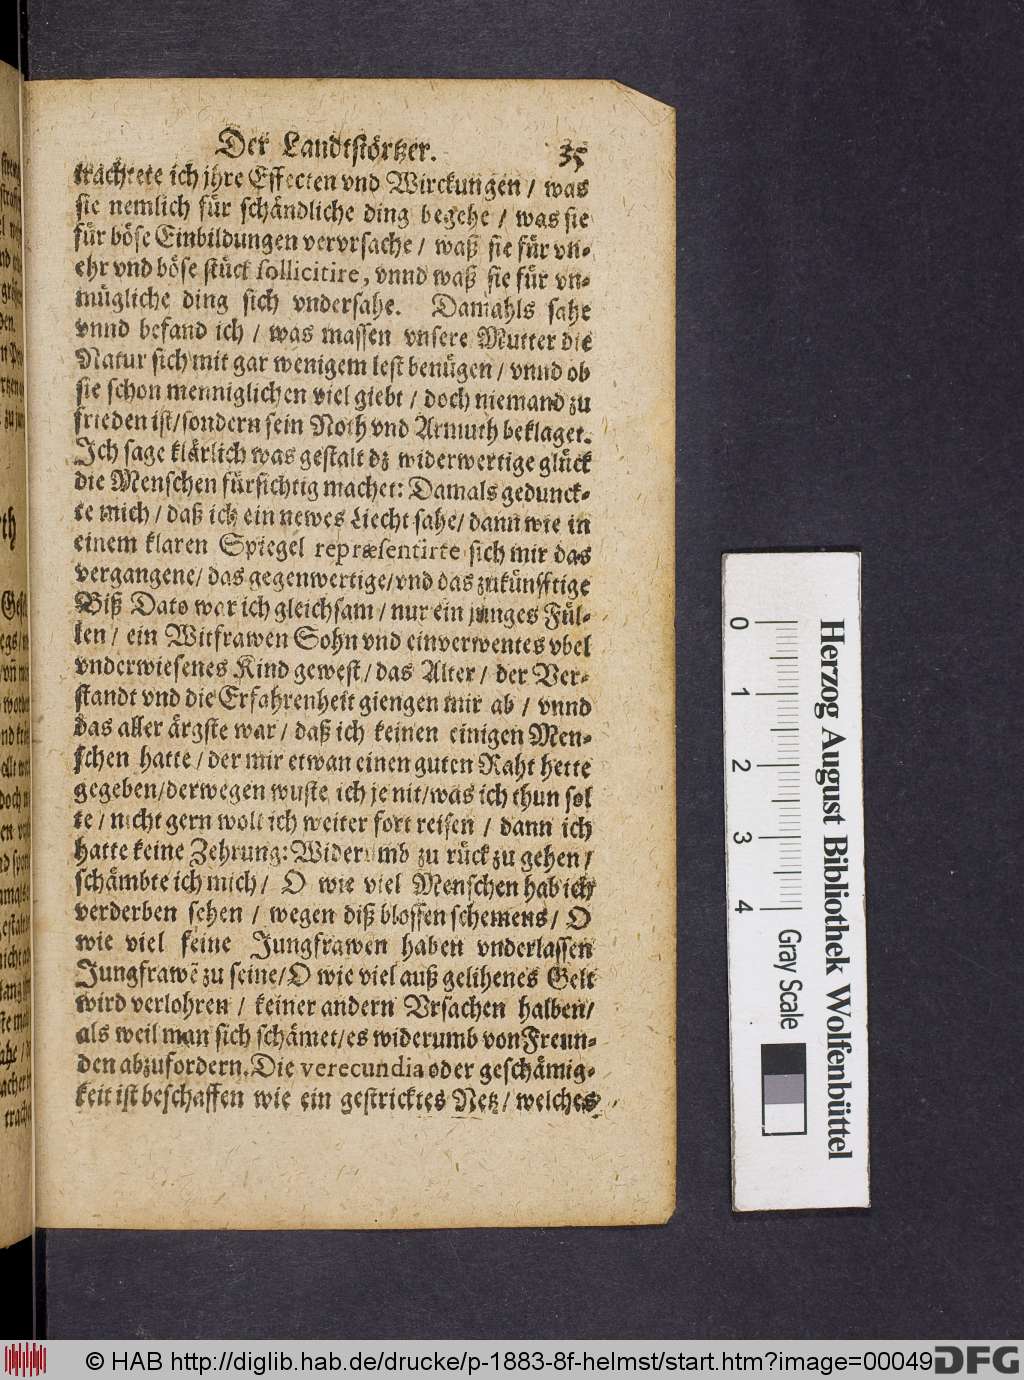 Der Landtstörtzer. 35
trachtete ich jhre Effecten vnd Wirckungen / was
sie nemlich für schändliche ding begehe / was sie
für böse Einbildungen vervrsache / waß sie für vn-
ehr vnd böse stück sollicitire, vnnd waß sie für vn-
mügliche ding sich vndersahe. Damahls sahe
vnnd befand ich / was massen vnsere Mutter die
Natur sich mit gar wenigem lest benügen / vnnd ob
sie schon menniglichen viel giebt / doch niemand zu
frieden ist/sondern sein Noth vnd Armuth beklaget.
Ich sage klärlich was gestalt dz widerwertige glück
die Menschen fürsichtig machet: Damals gedunck-
te mich / daß ich ein newes Liecht sahe/ dann wie in
einem klaren Spiegel repræsentirte sich mir das
vergangene/ das gegenwertige/vnd das zukünfftige
Biß Dato war ich gleichsam / nur ein junges Fül-
len / ein Witfrawen Sohn vnd ein verwentes vbel
vnderwiesenes Kind gewest / das Alter / der Ver-
standt vnd die Erfahrenheit giengen mir ab / vnnd
das aller ärgste war / daß ich keinen einigen Men-
schen hatte / der mir etwan einen guten Raht hette
gegeben/derwegen wuste ich je nit/was ich thun sol
te / nicht gern wolt ich weiter fort reisen / dann ich
hatte keine Zehrung: Widerumb zu rück zu gehen /
schämbte ich mich / O wie viel Menschen hab ich
verderben sehen / wegen diß blossen schemens / O
wie viel feine Jungfrawen haben vnderlassen
Jungfrawẽ zu seine/O wie viel auß gelihenes Gelt
wird verlohren / keiner andern Vrsachen halben/
als weil man sich schämet/es widerumb von Freun-
den abzufordern. Die verecundia oder geschämig-
keit ist beschaffen wie ein gestricktes Netz / welches
0 1 2 3 4
Gray Scale
Herzog August Bibliothek Wolfenbüttel
© HAB http://diglib.hab.de/drucke/p-1883-8f-helmst/start.htm?image=00049
DFG